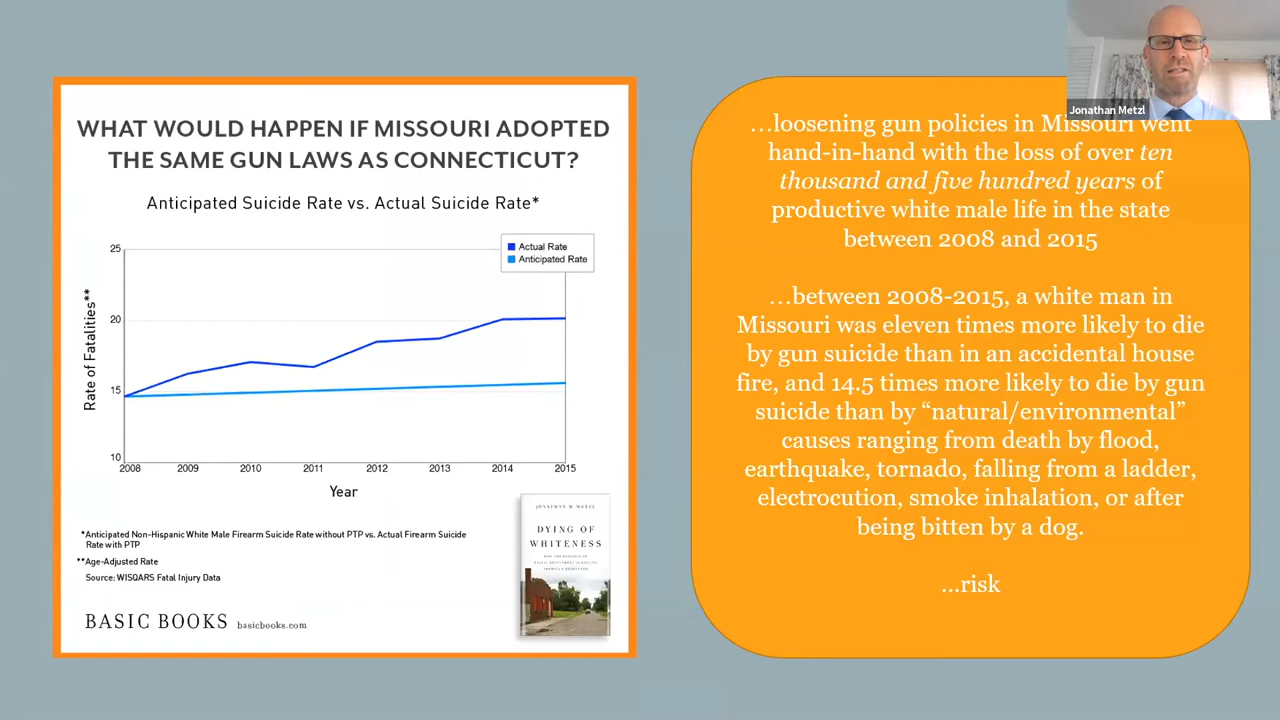 WHAT WOULD HAPPEN IF MISSOURI ADOPTED
THE SAME GUN LAWS AS CONNECTICUT?
Anticipated Suicide Rate vs. Actual Suicide Rate*
Actual Rate
Anticipated Rate
Rate of Fatalities**
25
20
15
10
2008
2009
2010
2011
2012
2013
2014
2015
Year
*Anticipated Non-Hispanic White Male Firearm Suicide Rate without PTP vs. Actual Firearm Suicide
Rate with PTP
**Age-Adjusted Rate
Source: WISQARS Fatal Injury Data
BASIC BOOKS basicbooks.com
JONATHAN M. METZL
DYING OF
WHITENESS
Jonathan Metzl
…loosening gun policies in Missouri went
hand-in-hand with the loss of over ten
thousand and five hundred years of
productive white male life in the state
between 2008 and 2015
…between 2008-2015, a white man in
Missouri was eleven times more likely to die
by gun suicide than in an accidental house
fire, and 14.5 times more likely to die by gun
suicide than by “natural/environmental”
causes ranging from death by flood,
earthquake, tornado, falling from a ladder,
electrocution, smoke inhalation, or after
being bitten by a dog.
…risk